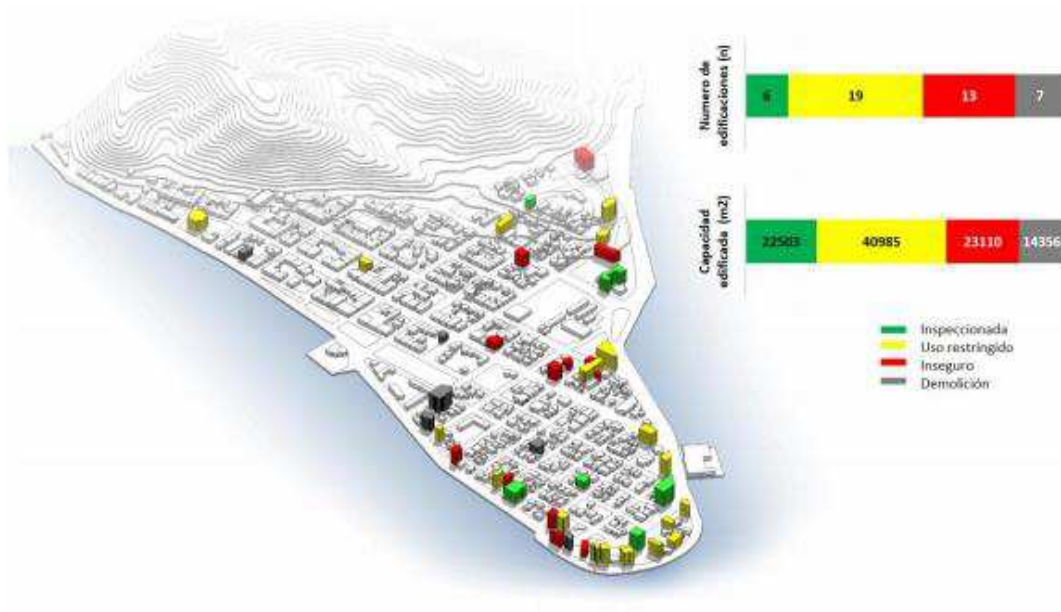 Numero de
edificaciones (n)
6 19 13 7
Capacidad
edificada (m2)
22503 40985 23110 14356
Inspeccionada
Uso restringido
Inseguro
Demolición